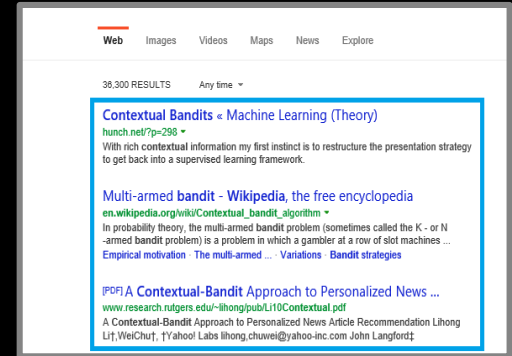 Web Images Videos Maps News Explore
36,300 RESULTS Any time
Contextual Bandits « Machine Learning (Theory)
hunch.net/?p=298
With rich contextual information my first instinct is to restructure the presentation strategy
to get back into a supervised learning framework.
Multi-armed bandit - Wikipedia, the free encyclopedia
en.wikipedia.org/wiki/Contextual_bandit_algorithm
In probability theory, the multi-armed bandit problem (sometimes called the K - or N
-armed bandit problem) is a problem in which a gambler at a row of slot machines ...
Empirical motivation · The multi-armed ... · Variations · Bandit strategies
[PDF] A Contextual-Bandit Approach to Personalized News ...
www.research.rutgers.edu/~lihong/pub/Li10Contextual.pdf
A Contextual-Bandit Approach to Personalized News Article Recommendation Lihong
Li†,WeiChu†, †Yahoo! Labs lihong,chuwei@yahoo-inc.com John Langford‡